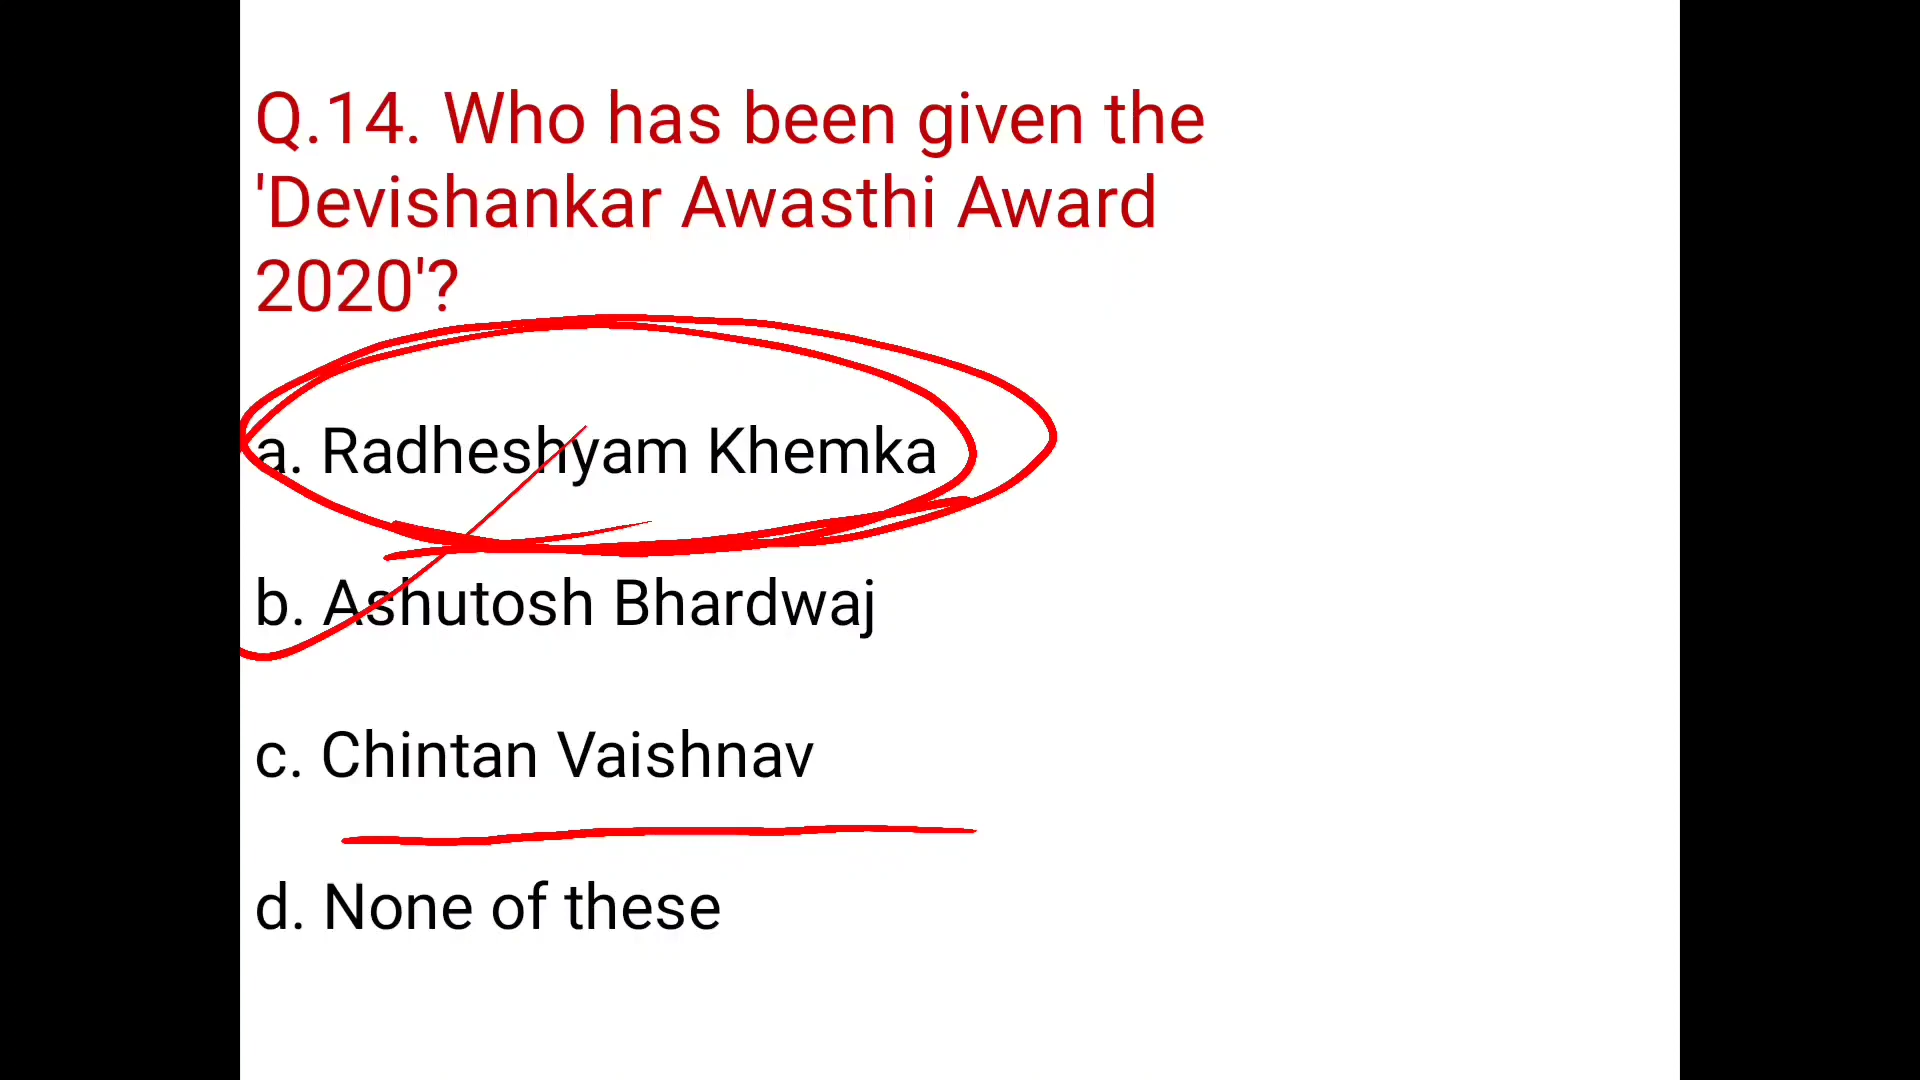 Q.14. Who has been given the
'Devishankar Awasthi Award
2020'?
a. Radheshyam Khemka
b. Ashutosh Bhardwaj
c. Chintan Vaishnav
d. None of these